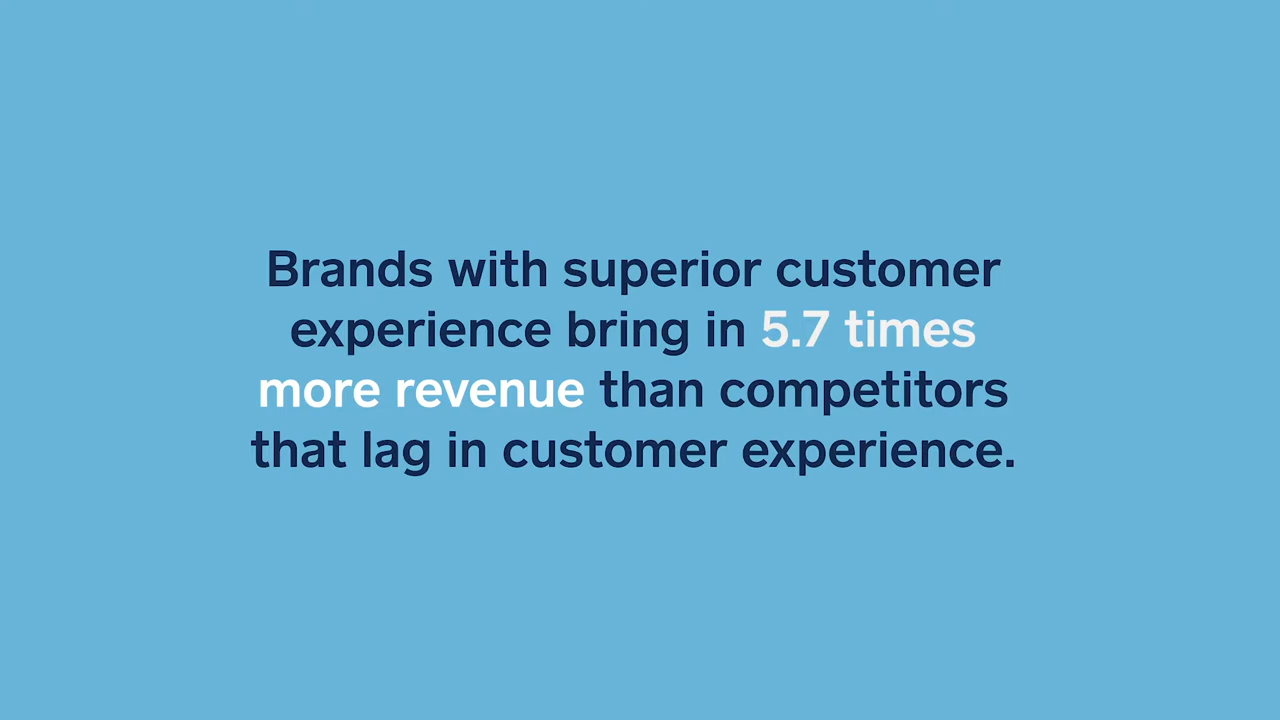 Brands with superior customer
experience bring in 5.7 times
more revenue than competitors
that lag in customer experience.